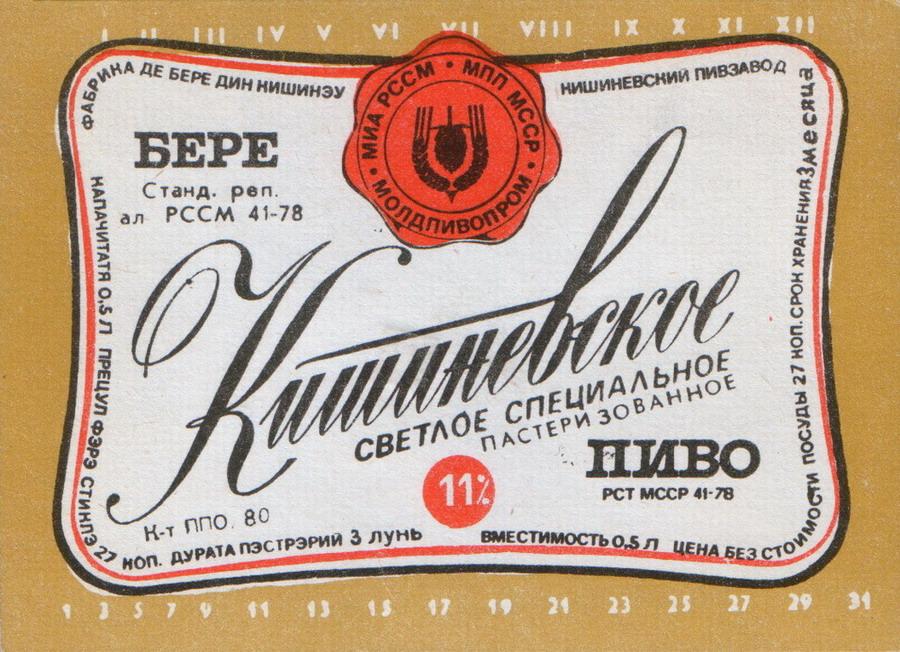 I II III IV V VI VII VIII IX X XI XII
ФАБРИКА ДЕ БЕРЕ ДИН КИШИНЭУ
КИШИНЕВСКИЙ ПИВЗАВОД
МИА РССМ • МПП МССР •
МОЛДПИВОПРОМ •
БЕРЕ
Станд. реп.
ал РССМ 41-78
Кишиневское
СВЕТЛОЕ СПЕЦИАЛЬНОЕ
ПАСТЕРИЗОВАННОЕ
11%
ПИВО
РСТ МССР 41-78
К-т ППО. 80
КАПАЧИТАТЯ 0,5 Л ПРЕЦУЛ ФЭРЭ СТИКЛЭ 27
КОП. ДУРАТА ПЭСТРЭРИЙ 3 лунь
ВМЕСТИМОСТЬ 0,5 Л ЦЕНА БЕЗ СТОИМОСТИ
ПОСУДЫ 27 КОП. СРОК ХРАНЕНИЯ 3 месяца
1 3 5 7 9 11 13 15 17 19 21 23 25 27 29 31